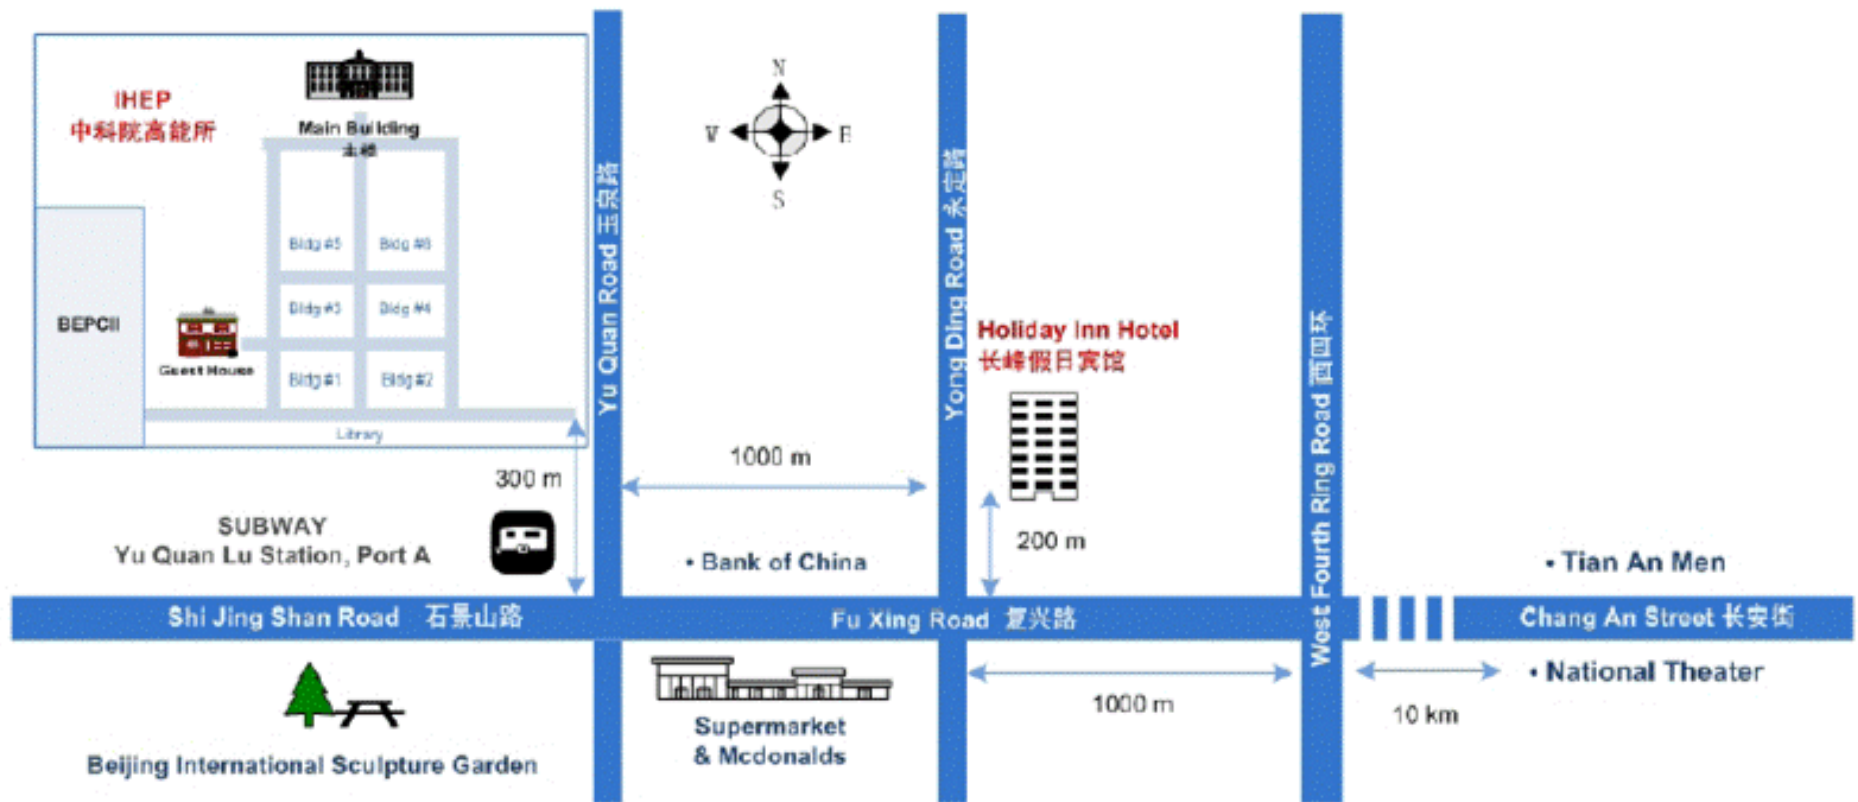 IHEP
中科院高能所
Main Building
主楼
N
W
E
S
Bldg #5
Bldg #6
Bldg #3
Bldg #4
Bldg #1
Bldg #2
BEPCII
Guest House
Library
Yu Quan Road 玉泉路
Yong Ding Road 永定路
Holiday Inn Hotel
长峰假日宾馆
West Fourth Ring Road 西四环
300 m
1000 m
200 m
SUBWAY
Yu Quan Lu Station, Port A
• Bank of China
• Tian An Men
Shi Jing Shan Road 石景山路
Fu Xing Road 复兴路
Chang An Street 长安街
• National Theater
1000 m
10 km
Supermarket
& Mcdonalds
Beijing International Sculpture Garden